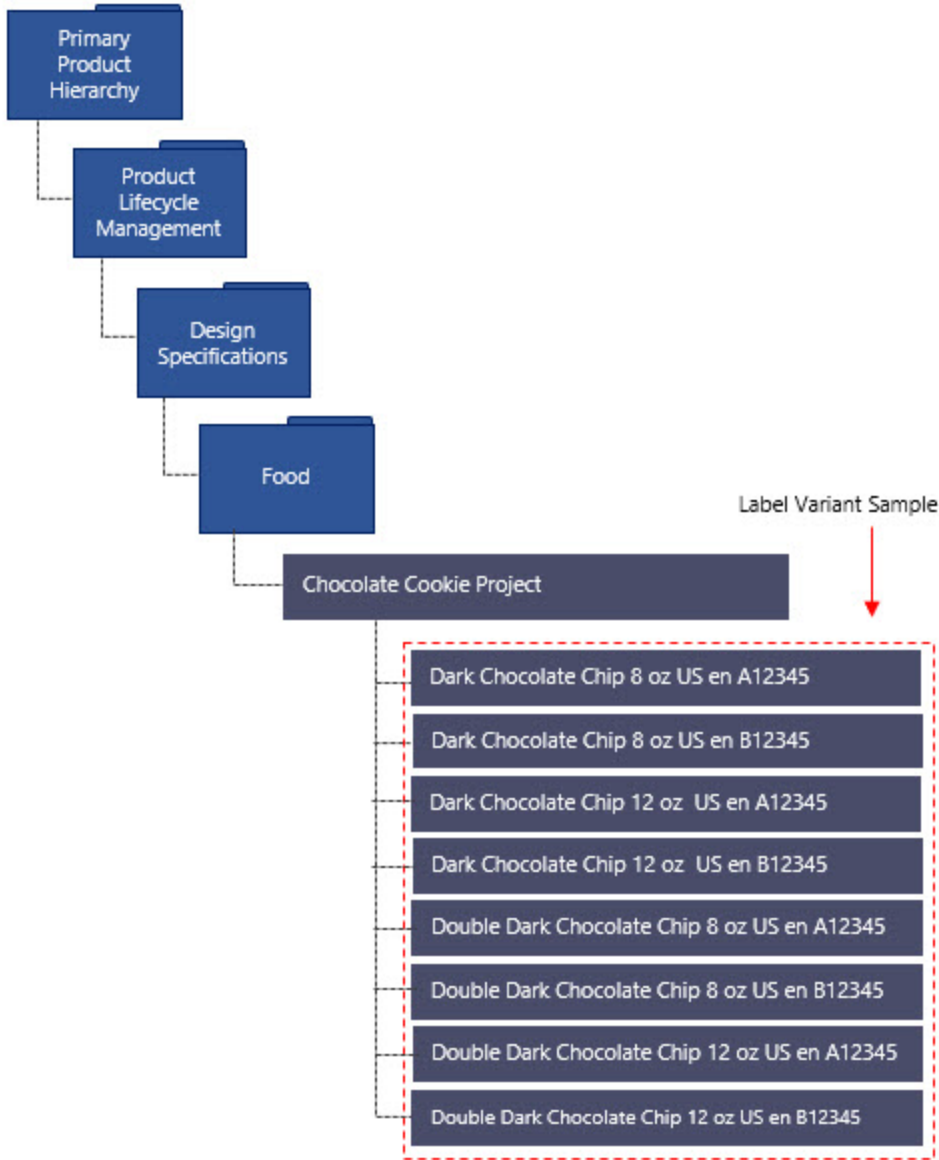 Primary
Product
Hierarchy
Product
Lifecycle
Management
Design
Specifications
Food
Label Variant Sample
Chocolate Cookie Project
Dark Chocolate Chip 8 oz US en A12345
Dark Chocolate Chip 8 oz US en B12345
Dark Chocolate Chip 12 oz  US en A12345
Dark Chocolate Chip 12 oz  US en B12345
Double Dark Chocolate Chip 8 oz US en A12345
Double Dark Chocolate Chip 8 oz US en B12345
Double Dark Chocolate Chip 12 oz US en A12345
Double Dark Chocolate Chip 12 oz US en B12345